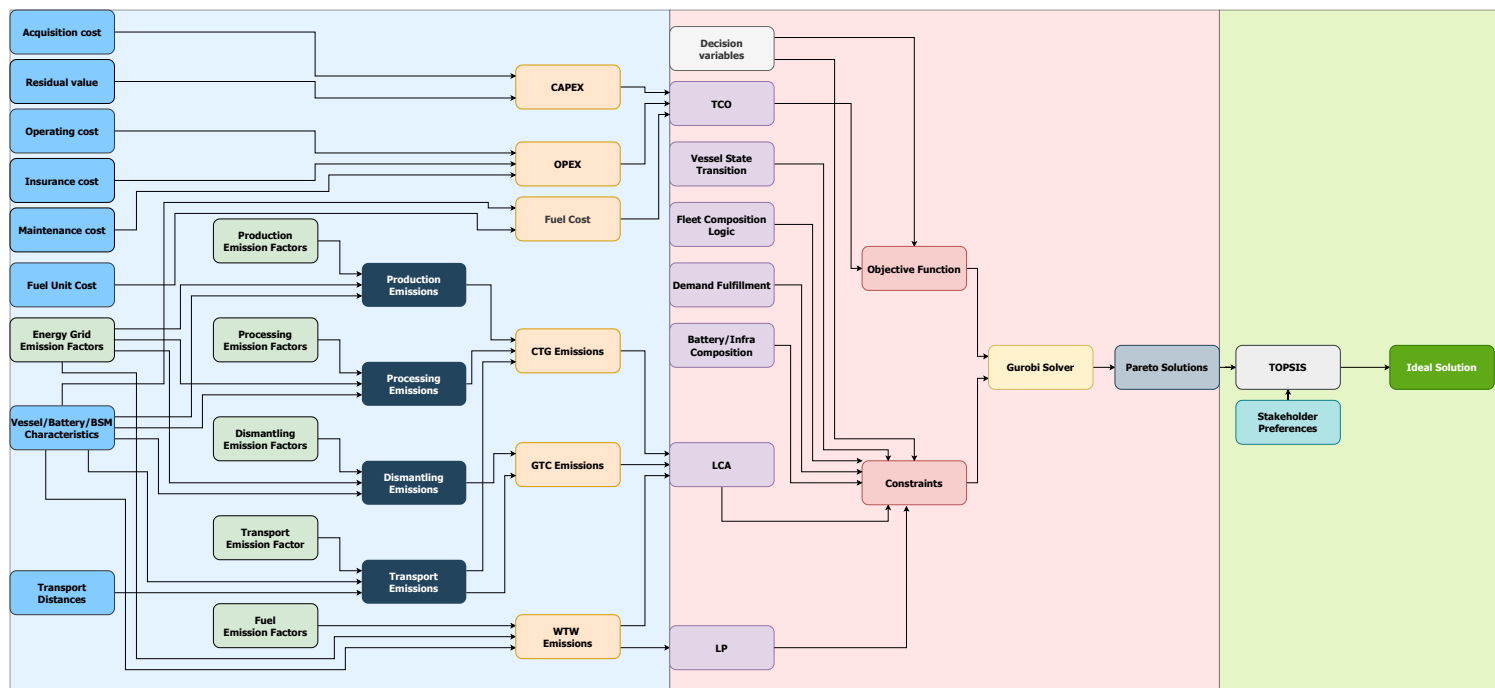 Acquisition cost
Residual value
Operating cost
Insurance cost
Maintenance cost
Fuel Unit Cost
Energy Grid
Emission Factors
Vessel/Battery/BSM
Characteristics
Transport
Distances
Production
Emission Factors
Processing
Emission Factors
Dismantling
Emission Factors
Transport
Emission Factor
Fuel
Emission Factors
Production
Emissions
Processing
Emissions
Dismantling
Emissions
Transport
Emissions
CAPEX
OPEX
Fuel Cost
CTG Emissions
GTC Emissions
WTW
Emissions
Decision
variables
TCO
Vessel State
Transition
Fleet Composition
Logic
Demand Fulfillment
Battery/Infra
Composition
LCA
LP
Objective Function
Constraints
Gurobi Solver
Pareto Solutions
TOPSIS
Stakeholder
Preferences
Ideal Solution